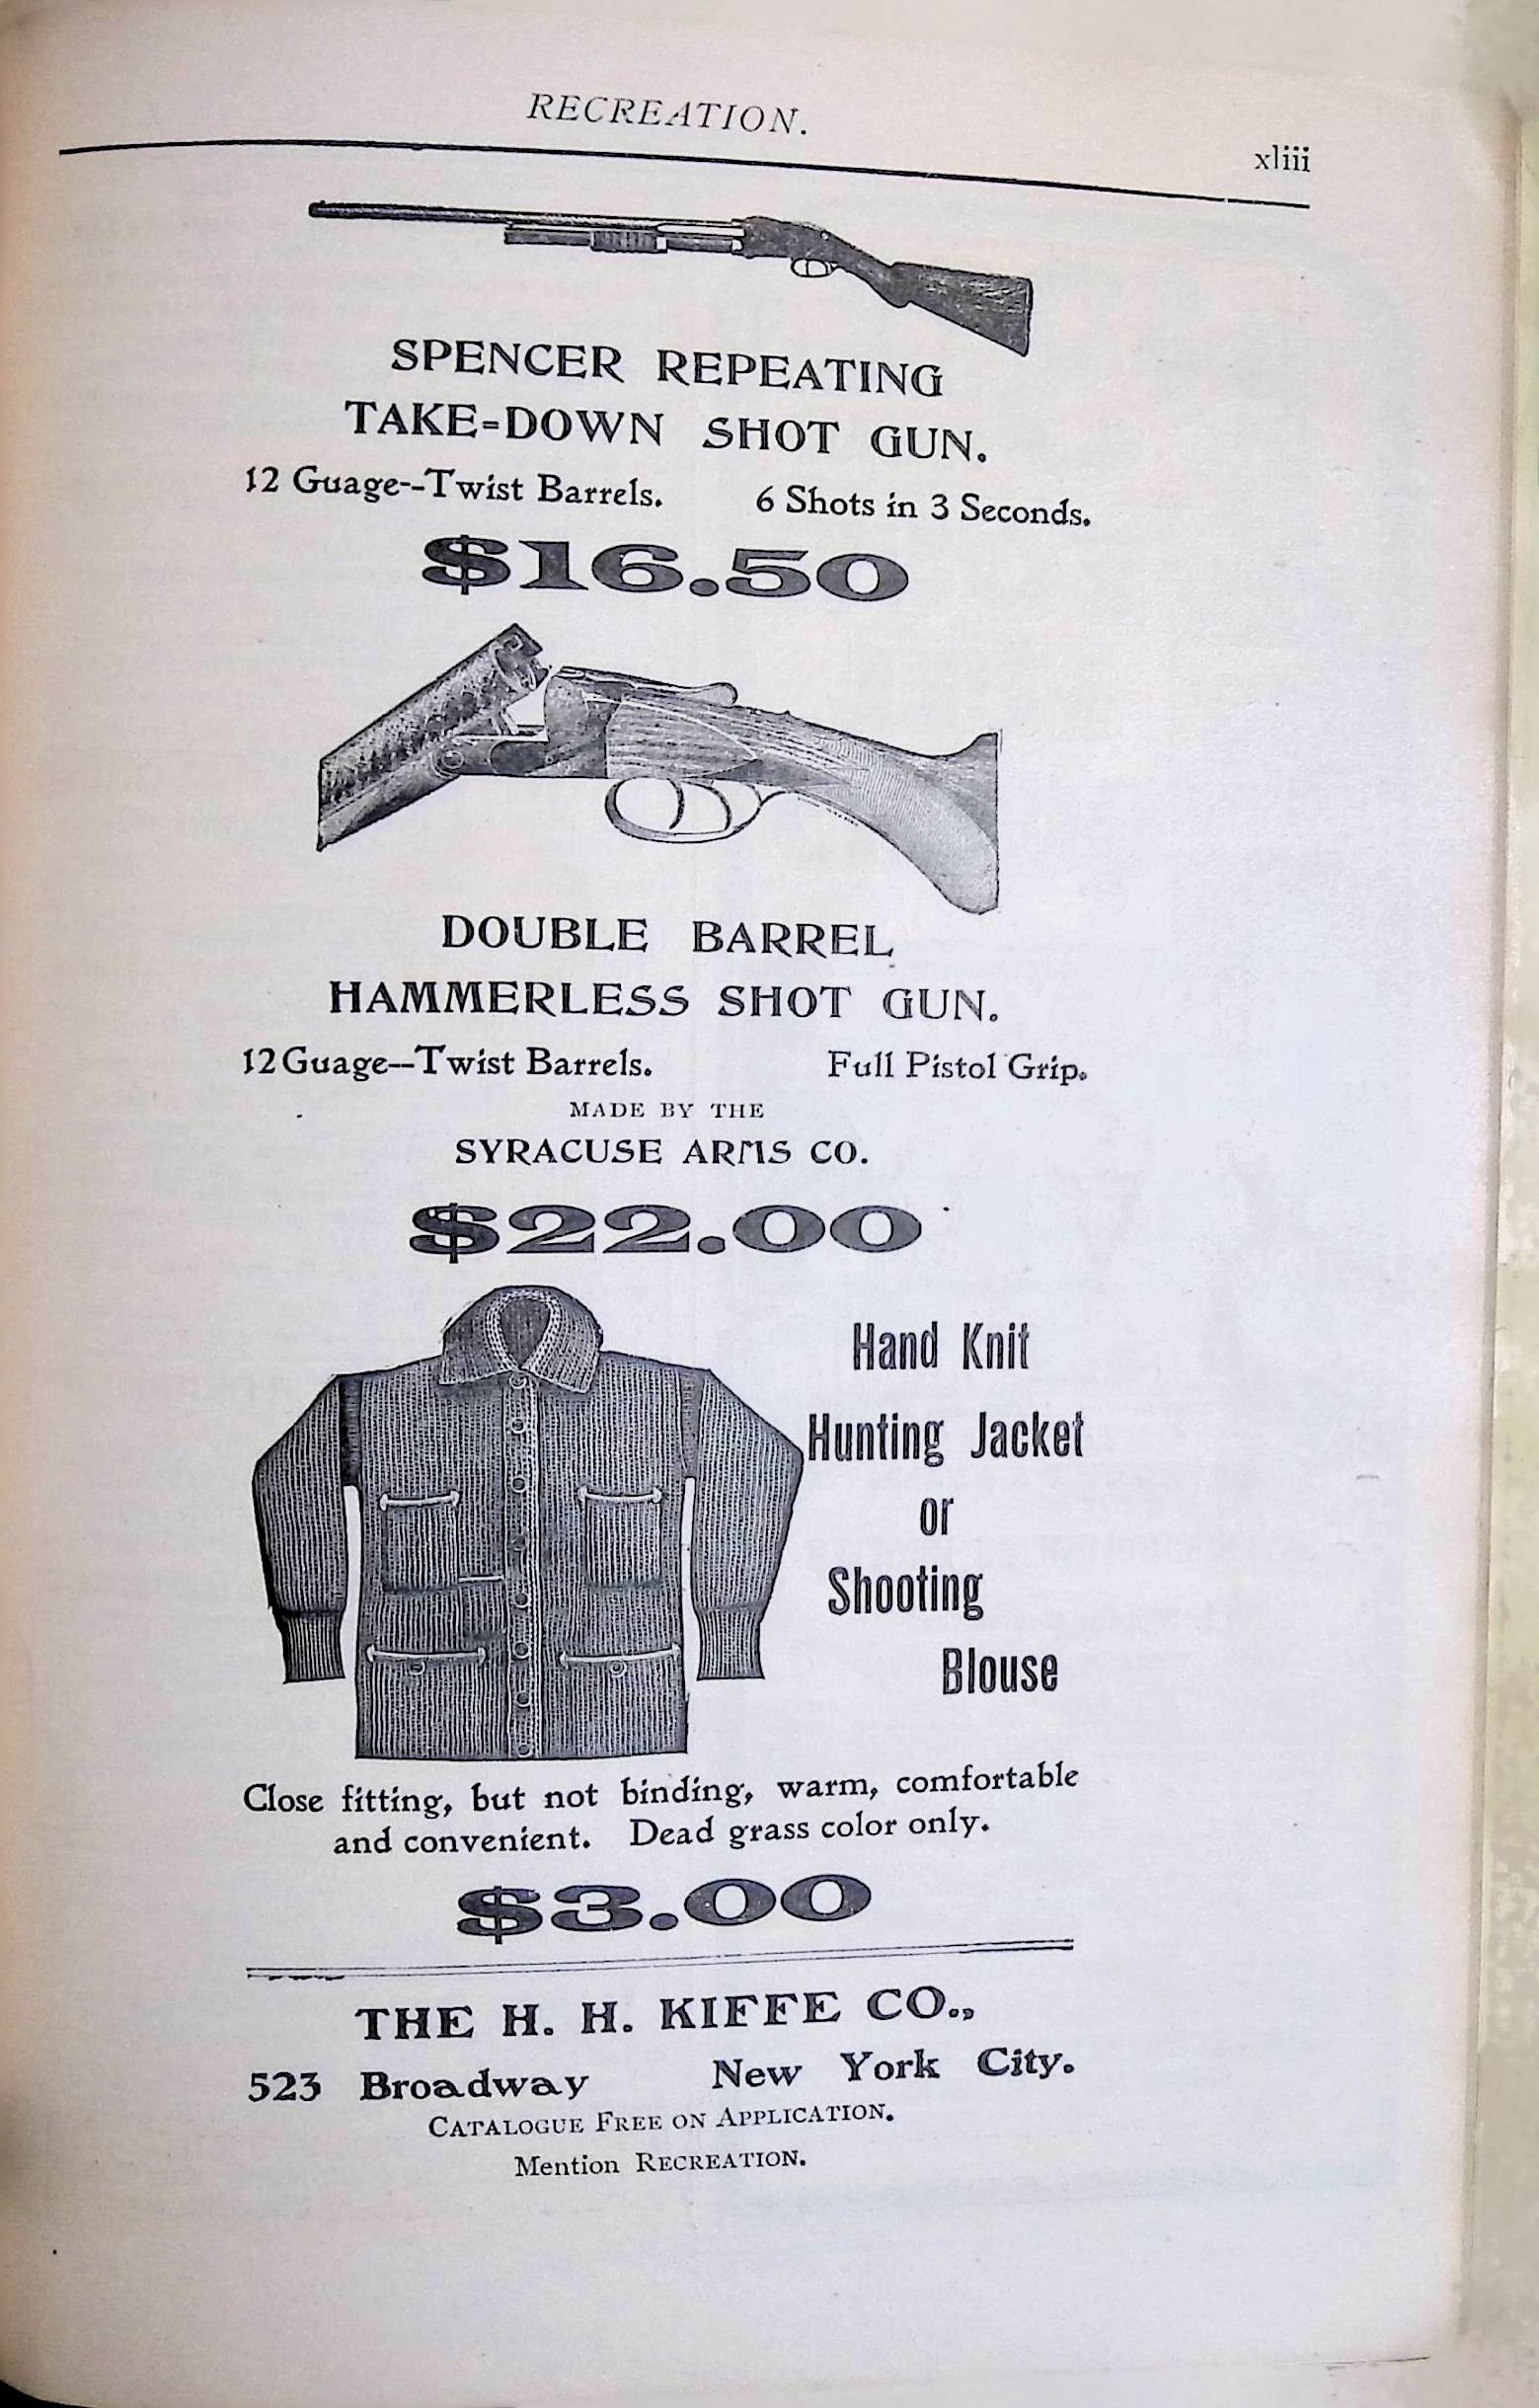 RECREATION.
xliii
SPENCER REPEATING
TAKE=DOWN SHOT GUN.
12 Guage--Twist Barrels. 6 Shots in 3 Seconds.
$16.50
DOUBLE BARREL
HAMMERLESS SHOT GUN.
12 Guage--Twist Barrels. Full Pistol Grip.
MADE BY THE
SYRACUSE ARMS CO.
$22.00
Hand Knit
Hunting Jacket
or
Shooting
Blouse
Close fitting, but not binding, warm, comfortable
and convenient. Dead grass color only.
$3.00
THE H. H. KIFFE CO.,
523 Broadway New York City.
CATALOGUE FREE ON APPLICATION.
Mention RECREATION.